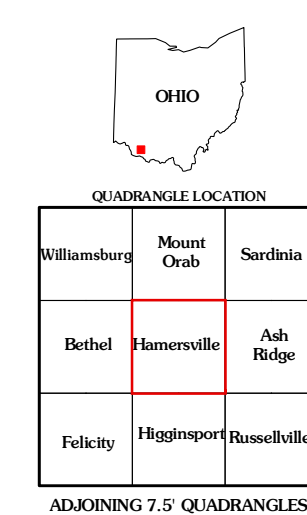 OHIO
QUADRANGLE LOCATION
Williamsburg
Mount
Orab
Sardinia
Bethel
Hamersville
Ash
Ridge
Felicity
Higginsport
Russellville
ADJOINING 7.5' QUADRANGLES